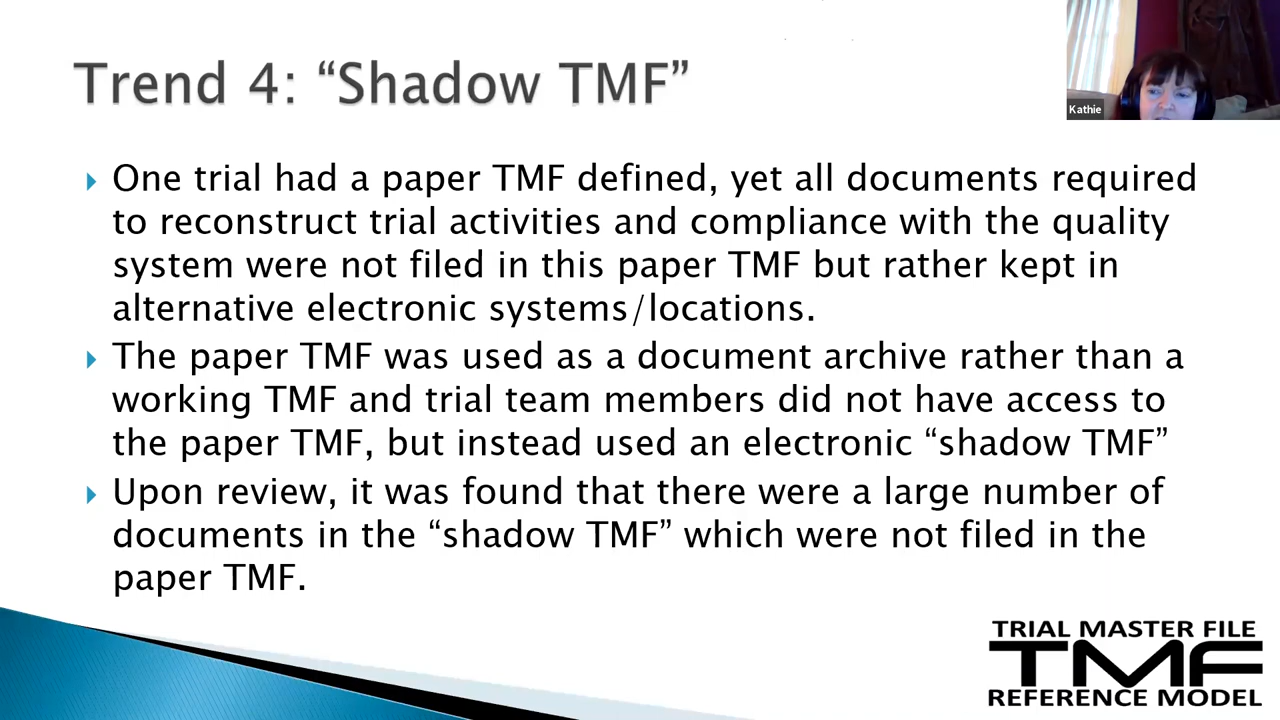 Trend 4: “Shadow TMF”
Kathie
One trial had a paper TMF defined, yet all documents required
to reconstruct trial activities and compliance with the quality
system were not filed in this paper TMF but rather kept in
alternative electronic systems/locations.
The paper TMF was used as a document archive rather than a
working TMF and trial team members did not have access to
the paper TMF, but instead used an electronic “shadow TMF”
Upon review, it was found that there were a large number of
documents in the “shadow TMF” which were not filed in the
paper TMF.
TRIAL MASTER FILE
TMF
REFERENCE MODEL